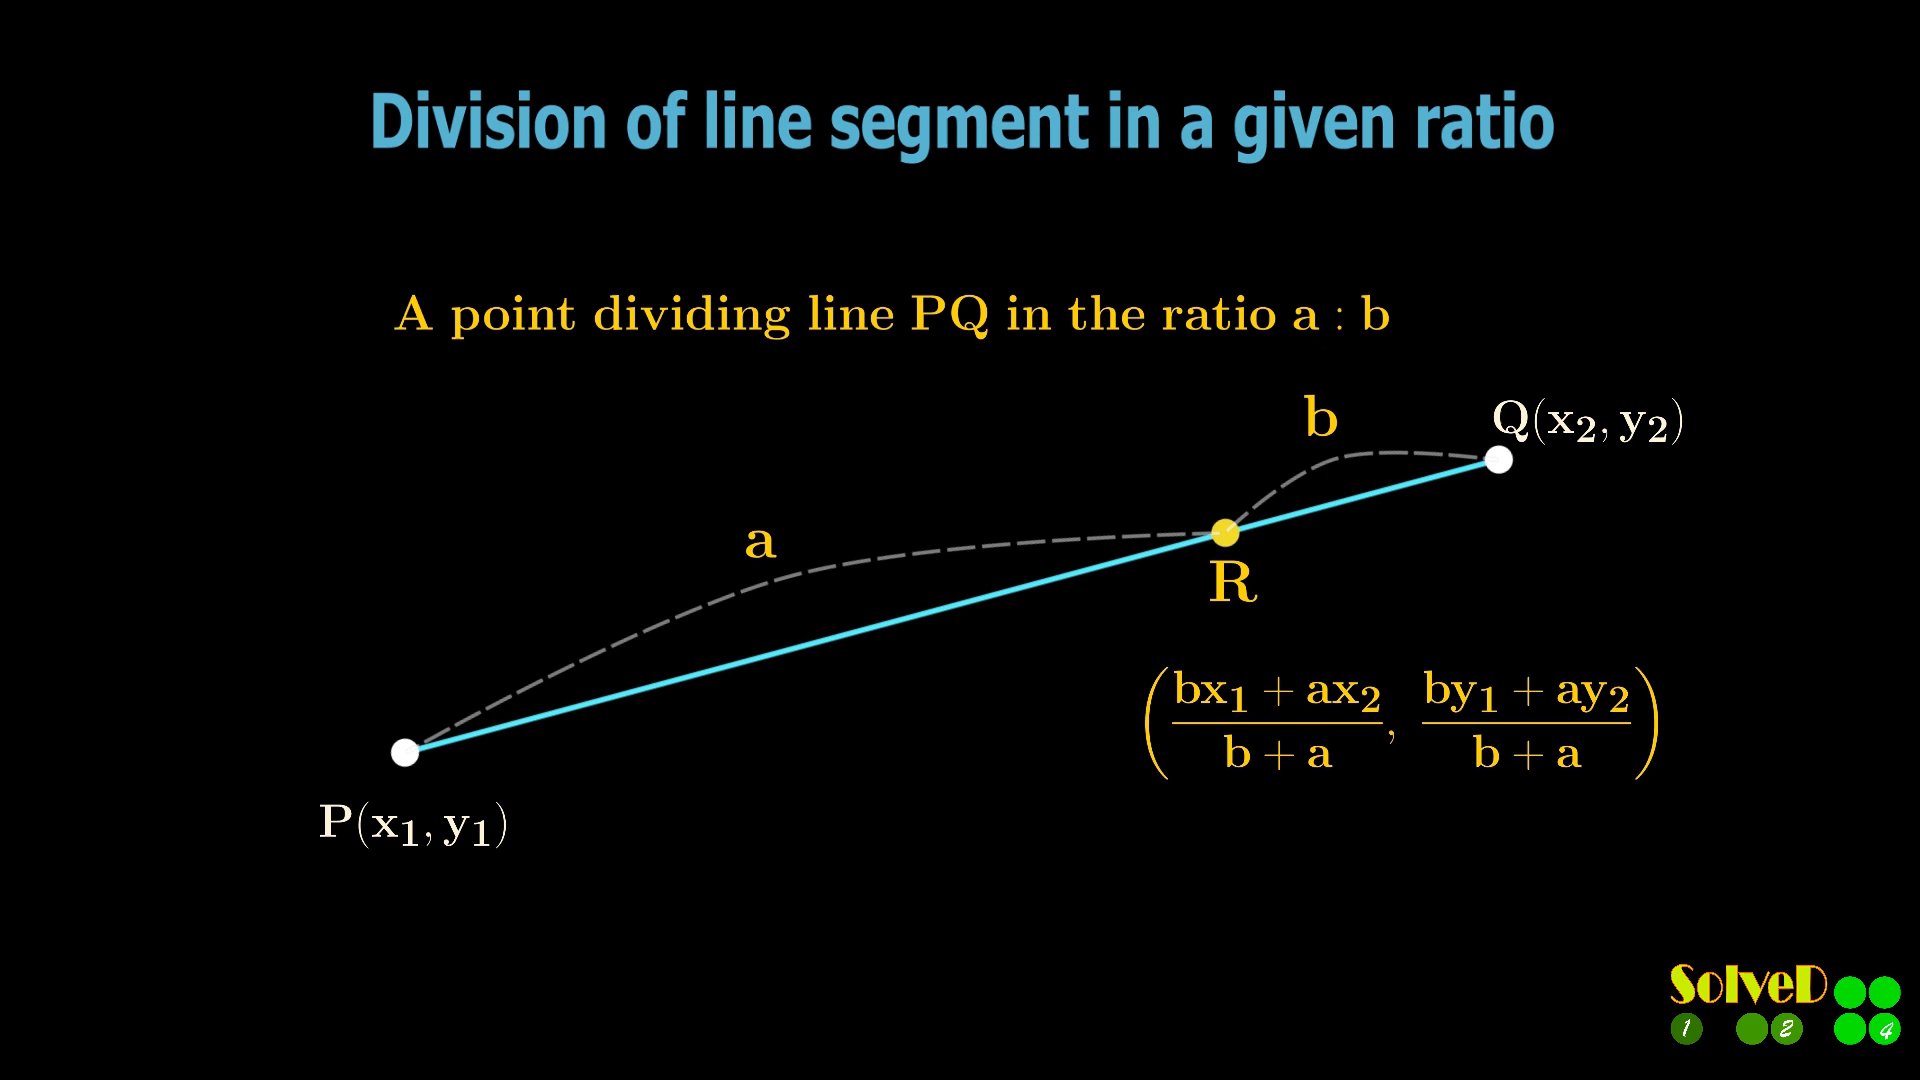 Division of line segment in a given ratio
A point dividing line PQ in the ratio a : b
b
Q(x₂, y₂)
a
R
(bx₁ + ax₂ / b + a, by₁ + ay₂ / b + a)
P(x₁, y₁)
SolveD
1 2 4